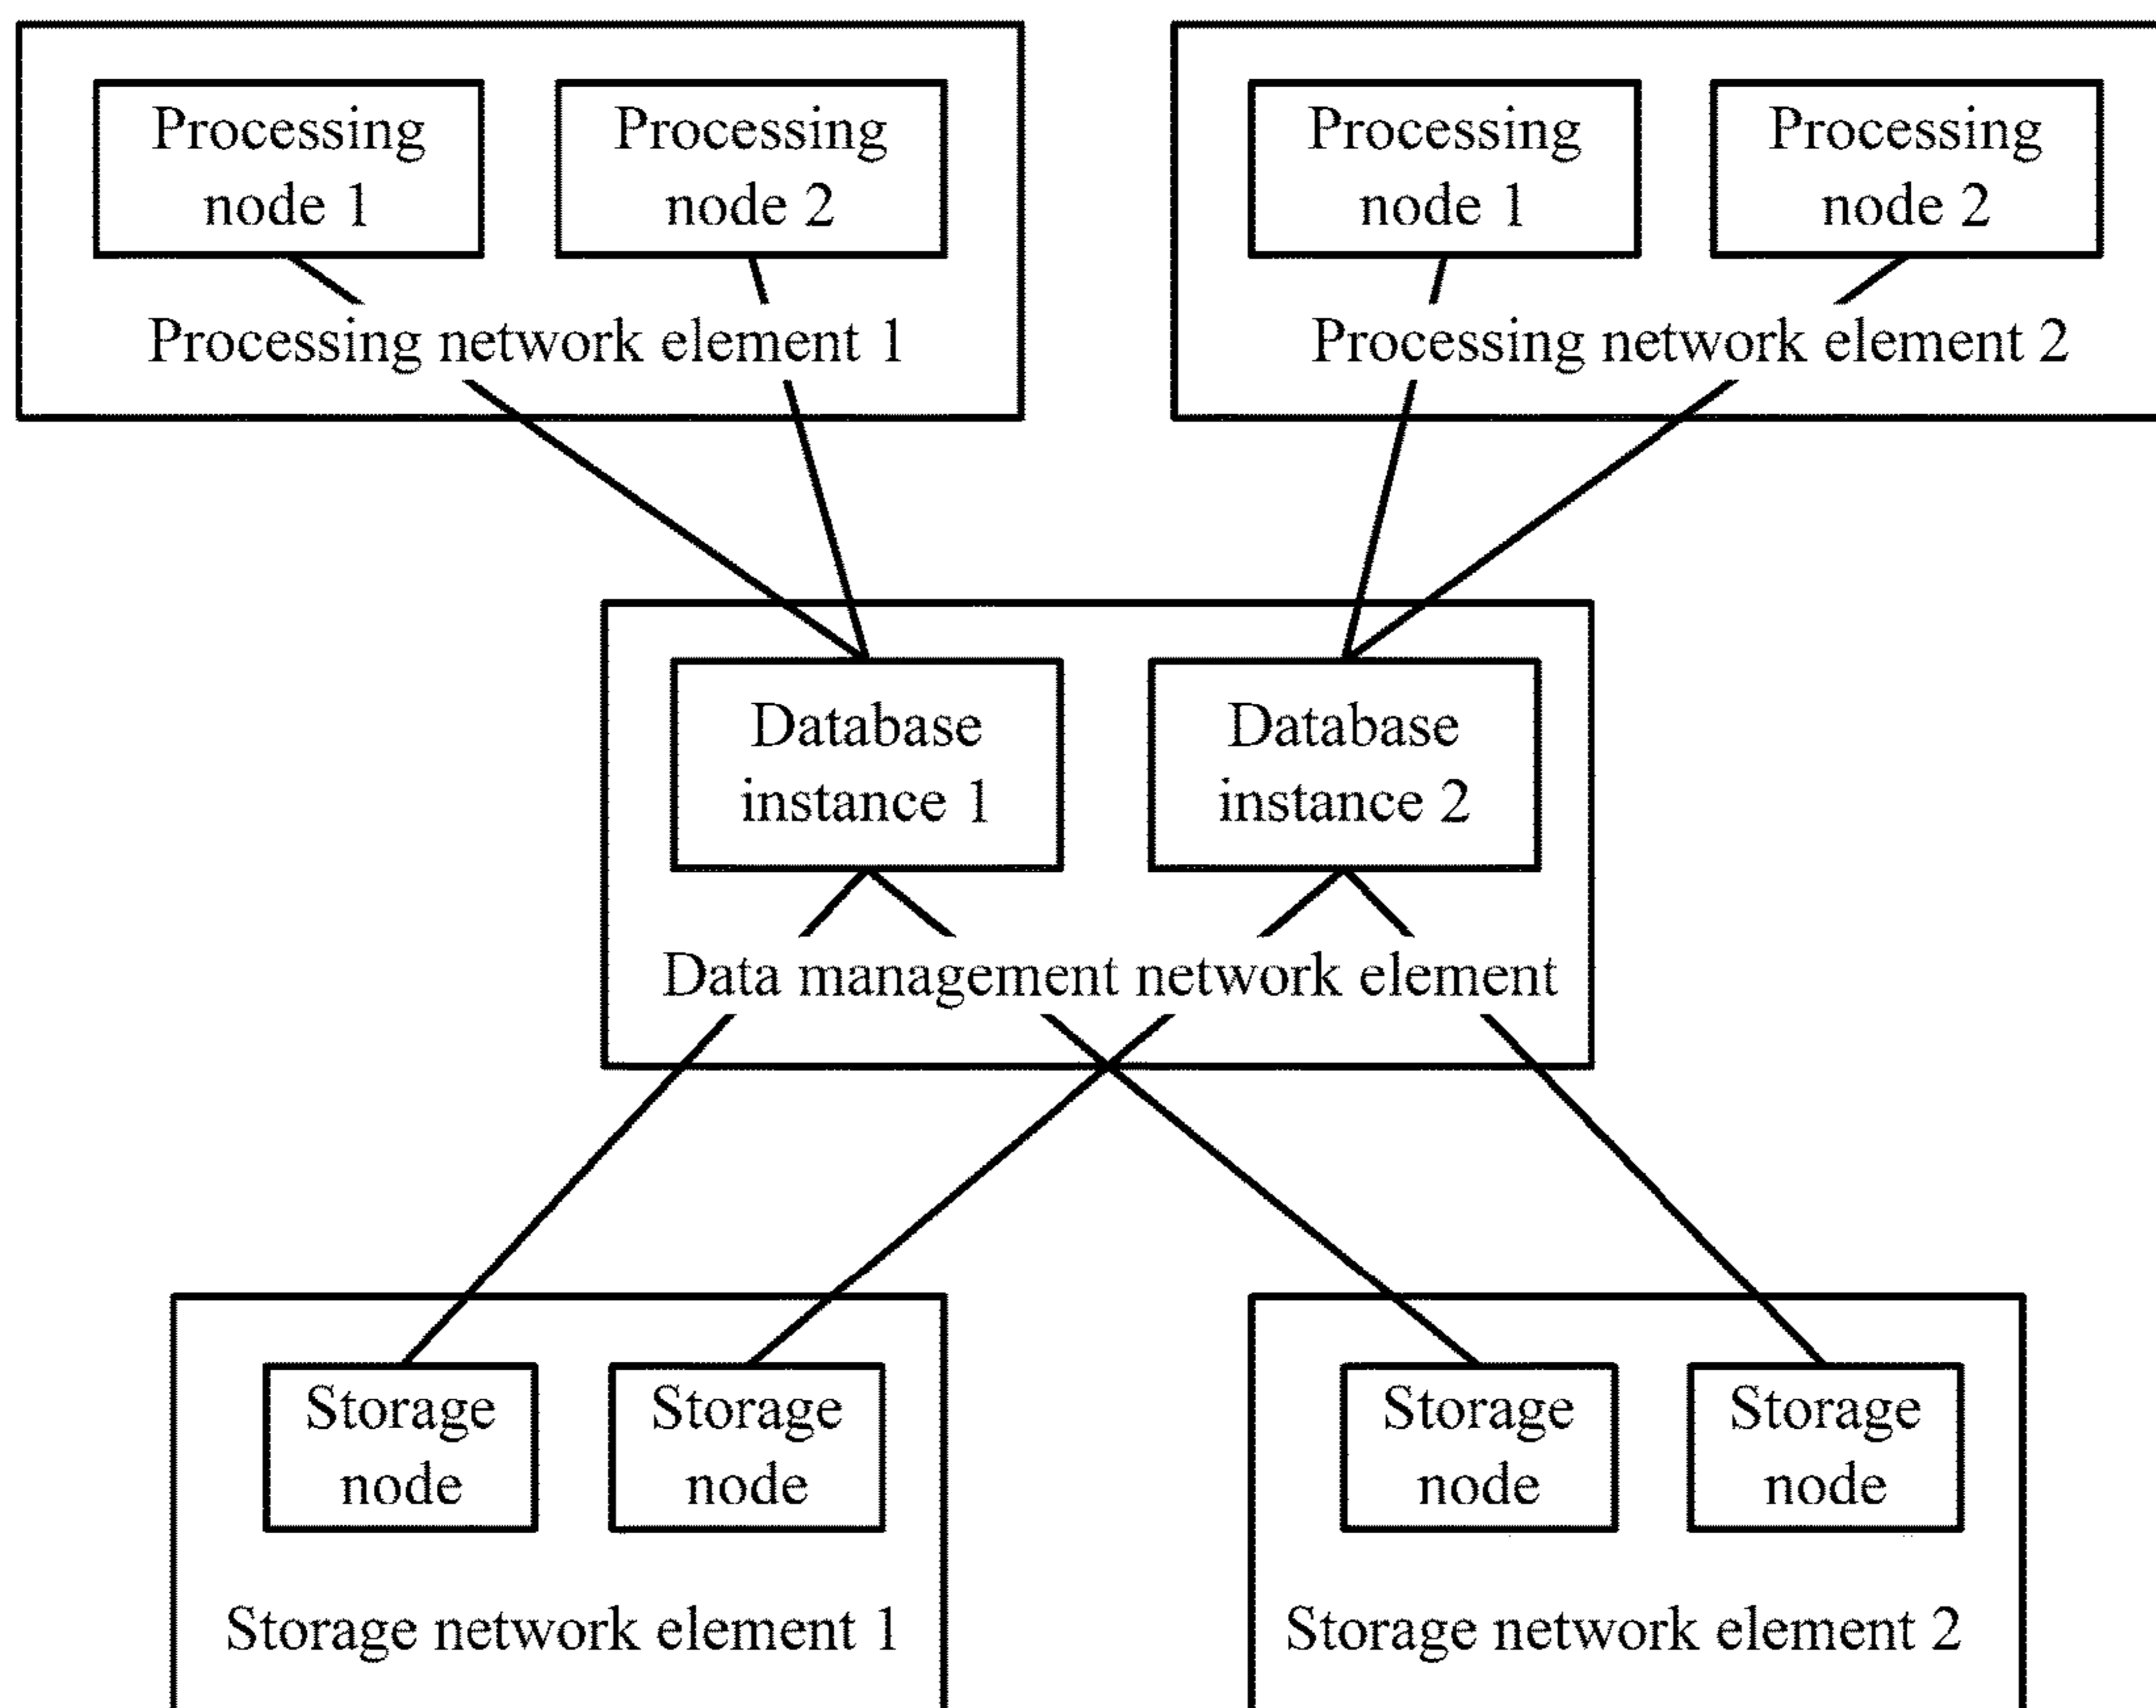 Processing
node 1
Processing
node 2
Processing network element 1
Processing
node 1
Processing
node 2
Processing network element 2
Database
instance 1
Database
instance 2
Data management network element
Storage
node
Storage
node
Storage network element 1
Storage
node
Storage
node
Storage network element 2